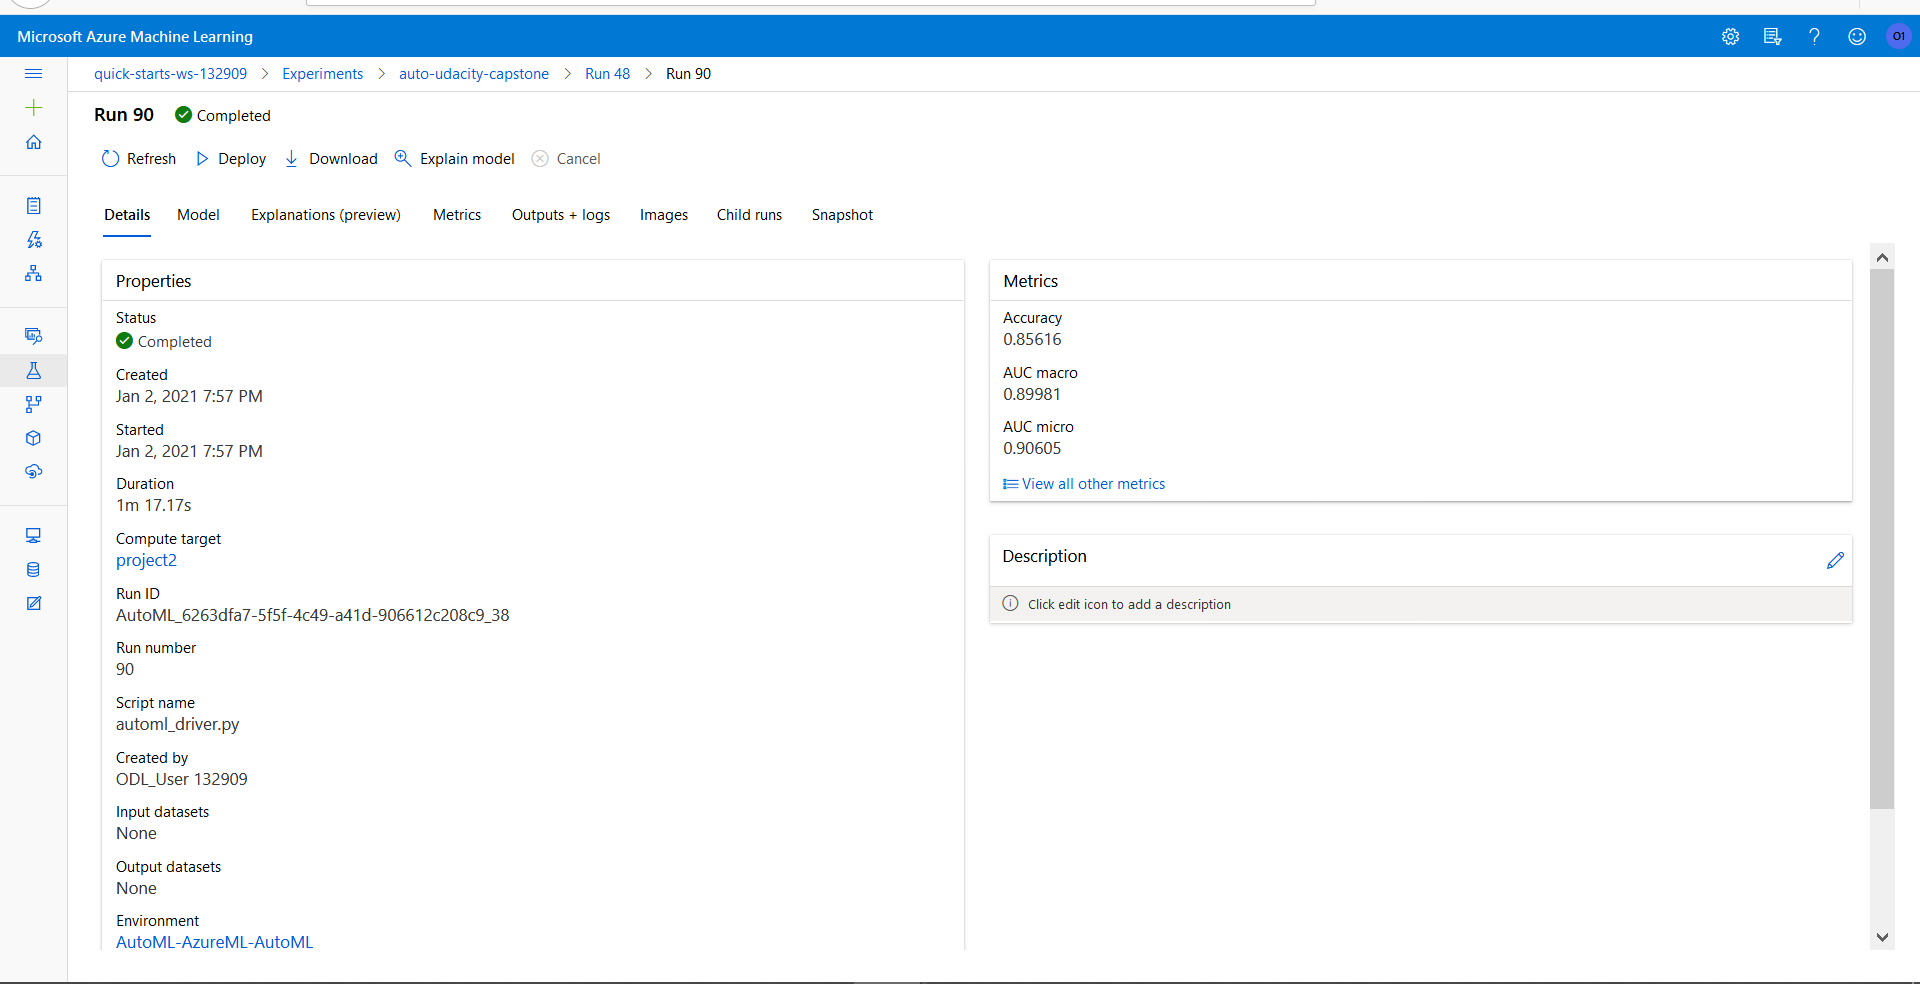 Microsoft Azure Machine Learning
O1
quick-starts-ws-132909 > Experiments > auto-udacity-capstone > Run 48 > Run 90
Run 90 Completed
Refresh Deploy Download Explain model Cancel
Details Model Explanations (preview) Metrics Outputs + logs Images Child runs Snapshot
Properties
Status
Completed
Created
Jan 2, 2021 7:57 PM
Started
Jan 2, 2021 7:57 PM
Duration
1m 17.17s
Compute target
project2
Run ID
AutoML_6263dfa7-5f5f-4c49-a41d-906612c208c9_38
Run number
90
Script name
automl_driver.py
Created by
ODL_User 132909
Input datasets
None
Output datasets
None
Environment
AutoML-AzureML-AutoML
Metrics
Accuracy
0.85616
AUC macro
0.89981
AUC micro
0.90605
View all other metrics
Description
Click edit icon to add a description